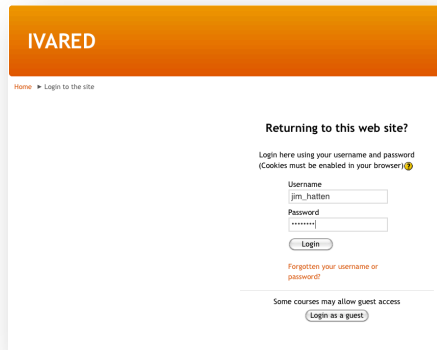 IVARED
Home ► Login to the site
Returning to this web site?
Login here using your username and password
(Cookies must be enabled in your browser)?
Username
jim_hatten
Password
••••••••
Login
Forgotten your username or
password?
Some courses may allow guest access
Login as a guest